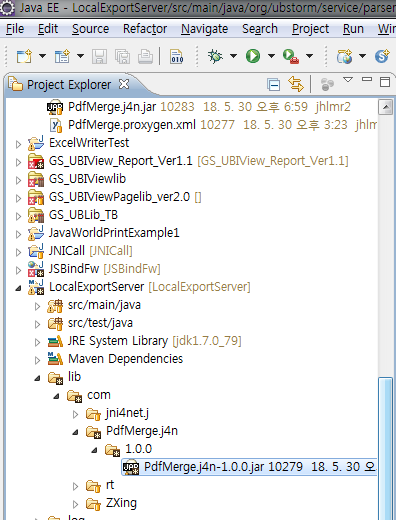 Java EE - LocalExportServer/src/main/java/org/ubstorm/service/parser
File Edit Source Refactor Navigate Search Project Run Win
Project Explorer
PdfMerge.j4n.jar 10283 18. 5. 30 오후 6:59 jhlmr2
PdfMerge.proxygen.xml 10277 18. 5. 30 오후 3:23 jhlm
ExcelWriterTest
GS_UBIView_Report_Ver1.1 [GS_UBIView_Report_Ver1.1]
GS_UBIViewlib
GS_UBIViewPagelib_ver2.0 []
GS_UBLib_TB
JavaWorldPrintExample1
JNICall [JNICall]
JSBindFw [JSBindFw]
LocalExportServer [LocalExportServer]
src/main/java
src/test/java
JRE System Library [jdk1.7.0_79]
Maven Dependencies
lib
com
jni4net.j
PdfMerge.j4n
1.0.0
PdfMerge.j4n-1.0.0.jar 10279 18. 5. 30 오
rt
ZXing